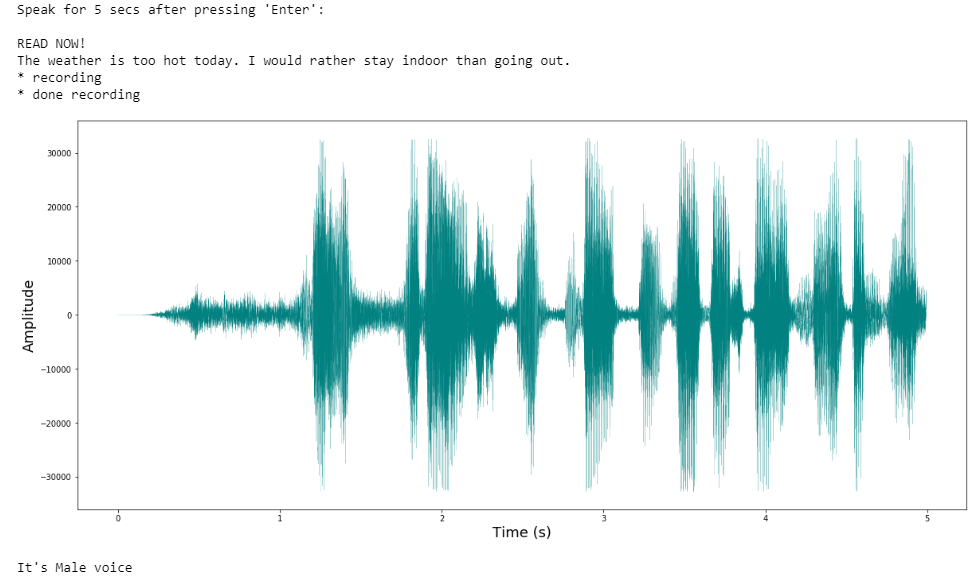 Speak for 5 secs after pressing 'Enter':
READ NOW!
The weather is too hot today. I would rather stay indoor than going out.
* recording
* done recording
30000
20000
10000
0
−10000
−20000
−30000
Amplitude
0 1 2 3 4 5
Time (s)
It's Male voice